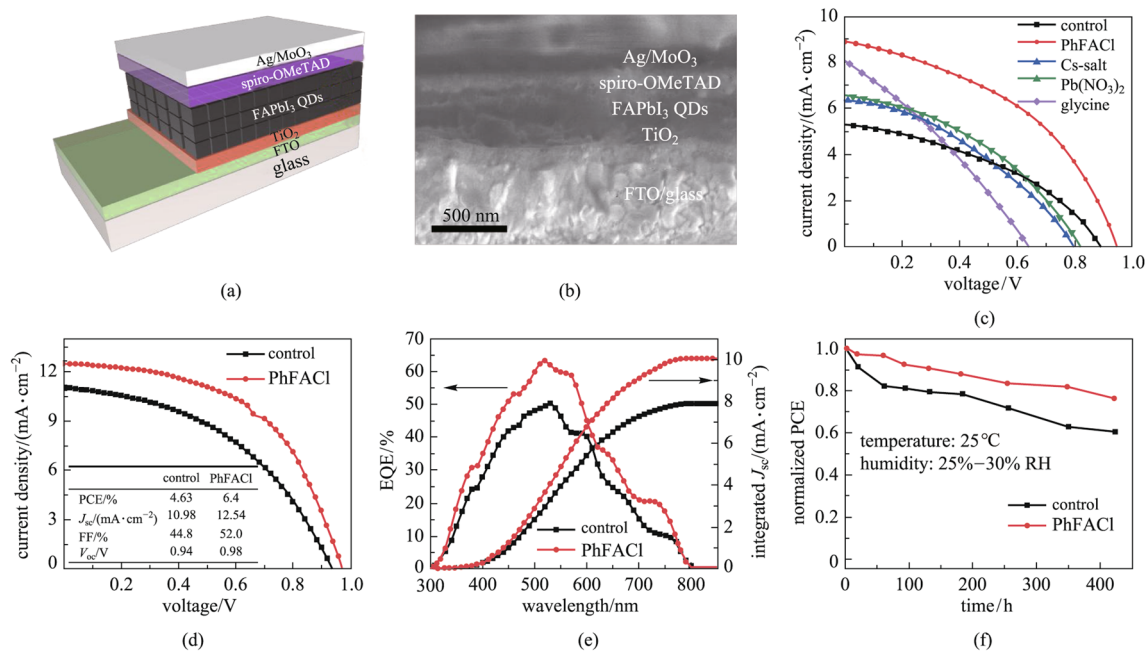 Ag/MoO₃
spiro-OMeTAD
FAPbI₃ QDs
TiO₂
FTO
glass
(a)
Ag/MoO₃
spiro-OMeTAD
FAPbI₃ QDs
TiO₂
FTO/glass
500 nm
(b)
10
8
6
4
2
0
current density/(mA·cm⁻²)
control
PhFACl
Cs-salt
Pb(NO₃)₂
glycine
0.2 0.4 0.6 0.8 1.0
voltage/V
(c)
12
9
6
3
0
current density/(mA·cm⁻²)
control
PhFACl
control PhFACl
PCE/% 4.63 6.4
Jsc/(mA·cm⁻²) 10.98 12.54
FF/% 44.8 52.0
Voc/V 0.94 0.98
0.2 0.4 0.6 0.8 1.0
voltage/V
(d)
70
60
50
40
30
20
10
0
EQE/%
control
PhFACl
10
8
6
4
2
0
integrated Jsc/(mA·cm⁻²)
300 400 500 600 700 800
wavelength/nm
(e)
1.0
0.8
0.6
0.4
0.2
0
normalized PCE
temperature: 25℃
humidity: 25%−30% RH
control
PhFACl
0 100 200 300 400
time/h
(f)